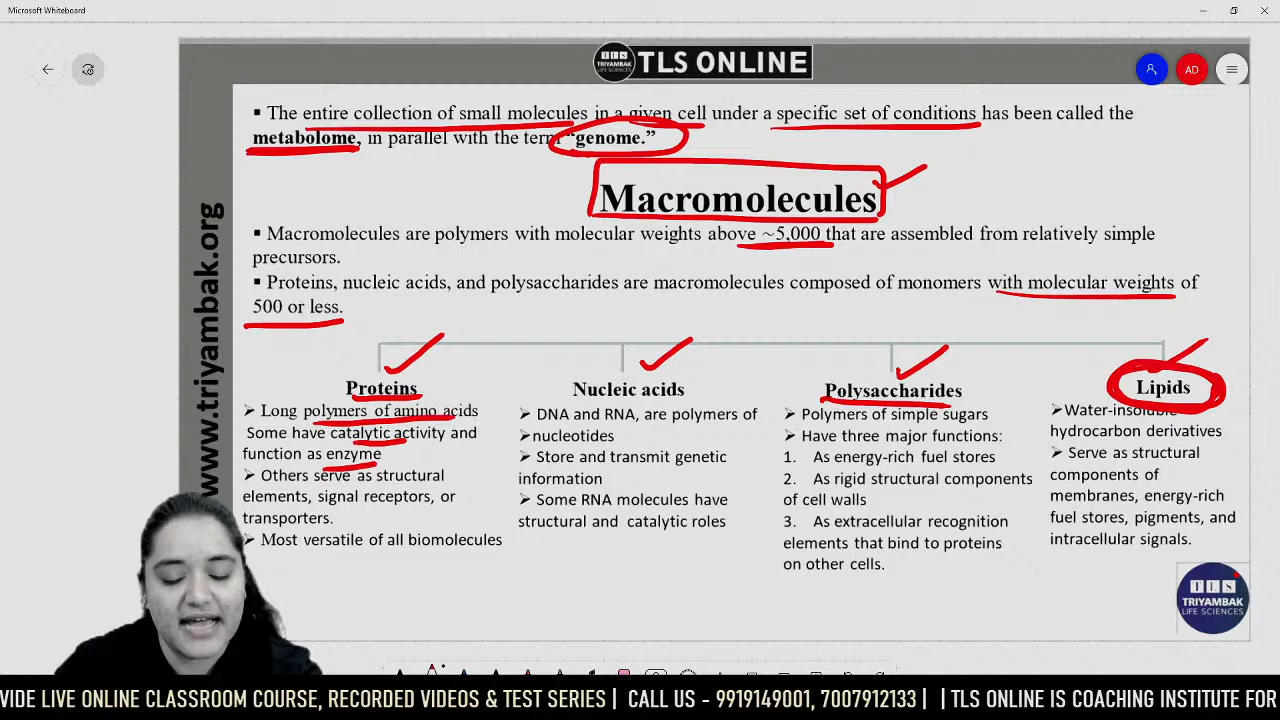 Microsoft Whiteboard
TLS
TRIYAMBAK
LIFE SCIENCES
TLS ONLINE
AD
▪ The entire collection of small molecules in a given cell under a specific set of conditions has been called the
metabolome, in parallel with the term “genome.”
Macromolecules
▪ Macromolecules are polymers with molecular weights above ~5,000 that are assembled from relatively simple
precursors.
▪ Proteins, nucleic acids, and polysaccharides are macromolecules composed of monomers with molecular weights of
500 or less.
www.triyambak.org
Proteins
➢ Long polymers of amino acids
Some have catalytic activity and
function as enzyme
➢ Others serve as structural
elements, signal receptors, or
transporters.
➢ Most versatile of all biomolecules
Nucleic acids
➢ DNA and RNA, are polymers of
➢ nucleotides
➢ Store and transmit genetic
information
➢ Some RNA molecules have
structural and catalytic roles
Polysaccharides
➢ Polymers of simple sugars
➢ Have three major functions:
1. As energy-rich fuel stores
2. As rigid structural components
of cell walls
3. As extracellular recognition
elements that bind to proteins
on other cells.
Lipids
➢ Water-insoluble
hydrocarbon derivatives
➢ Serve as structural
components of
membranes, energy-rich
fuel stores, pigments, and
intracellular signals.
TLS
TRIYAMBAK
LIFE SCIENCES
VIDE LIVE ONLINE CLASSROOM COURSE, RECORDED VIDEOS & TEST SERIES | CALL US - 9919149001, 7007912133 | | TLS ONLINE IS COACHING INSTITUTE FOR